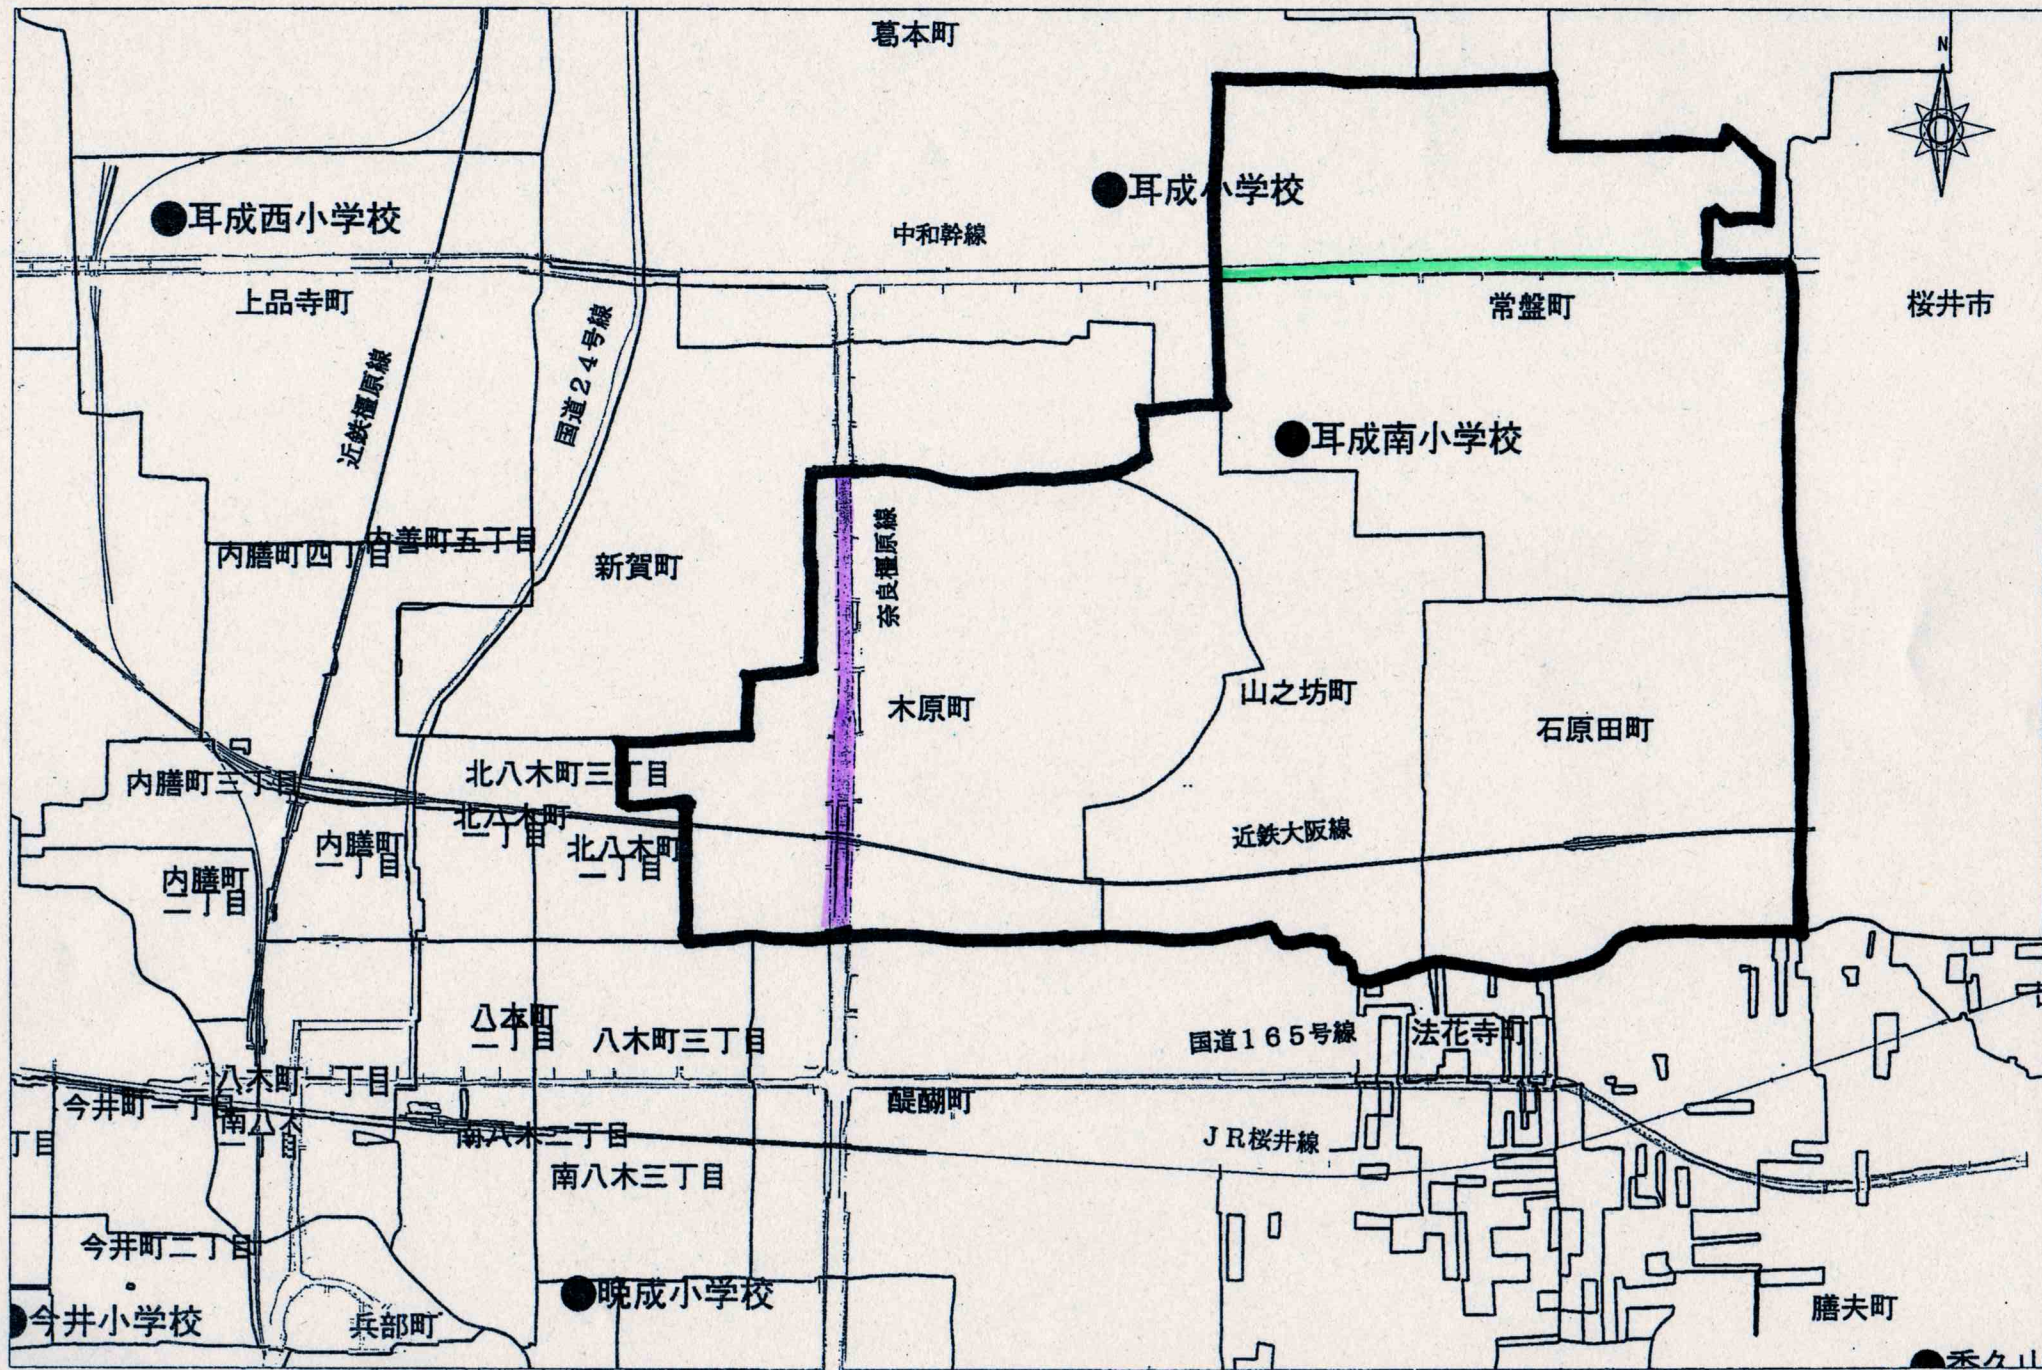 葛本町
N
耳成小学校
耳成西小学校
中和幹線
上品寺町
常盤町
桜井市
国道24号線
近鉄橿原線
耳成南小学校
内善町五丁目
内膳町四丁目
新賀町
奈良橿原線
木原町
山之坊町
石原田町
北八木町三丁目
内膳町三丁目
北八木町
一丁目
近鉄大阪線
内膳町
一丁目
北八木町
二丁目
内膳町
二丁目
八木町
二丁目
八木町三丁目
国道165号線
法花寺町
八木町一丁目
今井町一丁目
醍醐町
丁目
南八木二丁目
JR桜井線
南八木三丁目
今井町二丁目
晩成小学校
今井小学校
兵部町
膳夫町